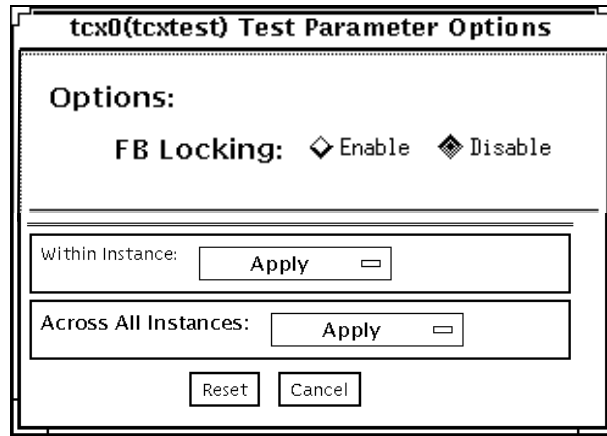 tcx0(tcxtest) Test Parameter Options
Options:
FB Locking: Enable Disable
Within Instance: Apply
Across All Instances: Apply
Reset Cancel